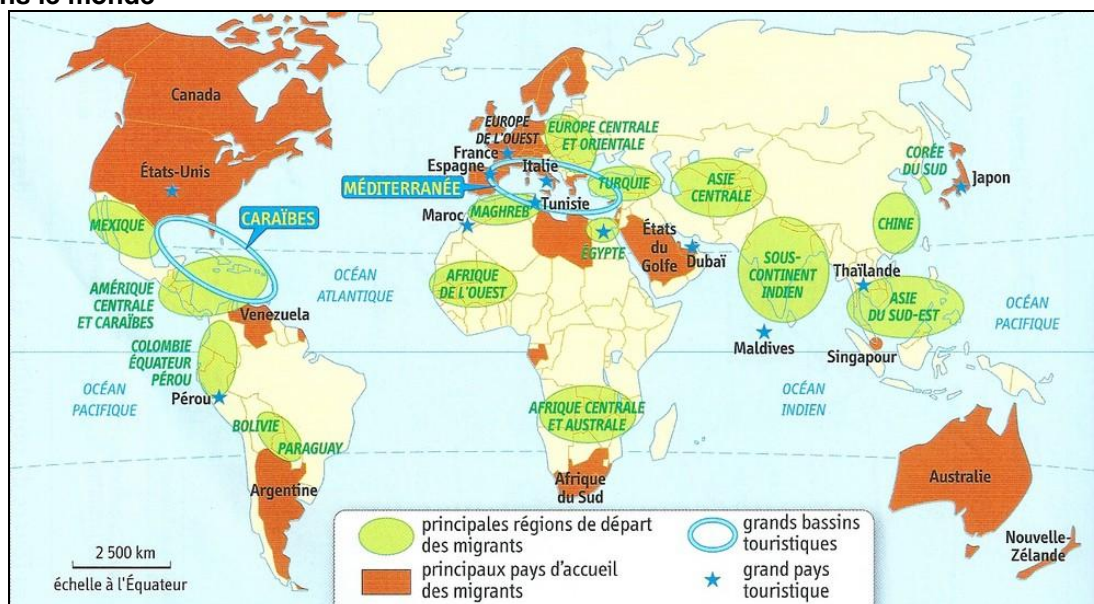 ns le monde
Canada
États-Unis
MEXIQUE
CARAÏBES
AMÉRIQUE
CENTRALE
ET CARAÏBES
Venezuela
COLOMBIE
ÉQUATEUR
PÉROU
Pérou
BOLIVIE
PARAGUAY
Argentine
OCÉAN
PACIFIQUE
OCÉAN
ATLANTIQUE
EUROPE
DE L'OUEST
France
Espagne
Italie
MÉDITERRANÉE
EUROPE CENTRALE
ET ORIENTALE
TURQUIE
Tunisie
MAGHREB
Maroc
ÉGYPTE
AFRIQUE
DE L'OUEST
AFRIQUE CENTRALE
ET AUSTRALE
Afrique
du Sud
États
du
Golfe
Dubaï
ASIE
CENTRALE
SOUS-
CONTINENT
INDIEN
Maldives
CHINE
CORÉE
DU SUD
Japon
Thaïlande
ASIE
DU SUD-EST
Singapour
OCÉAN
PACIFIQUE
OCÉAN
INDIEN
Australie
Nouvelle-
Zélande
2 500 km
échelle à l'Équateur
principales régions de départ
des migrants
principaux pays d'accueil
des migrants
grands bassins
touristiques
grand pays
touristique